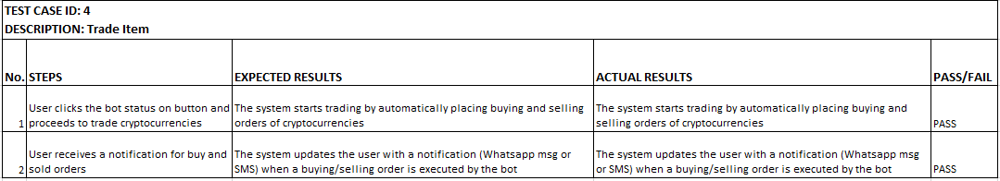 TEST CASE ID: 4
DESCRIPTION: Trade Item
No. STEPS EXPECTED RESULTS ACTUAL RESULTS PASS/FAIL
User clicks the bot status on button and The system starts trading by automatically placing buying and selling The system starts trading by automatically placing buying and
1 proceeds to trade cryptocurrencies orders of cryptocurrencies selling orders of cryptocurrencies PASS
User receives a notification for buy and The system updates the user with a notification (Whatsapp msg or The system updates the user with a notification (Whatsapp msg
2 sold orders SMS) when a buying/selling order is executed by the bot or SMS) when a buying/selling order is executed by the bot PASS